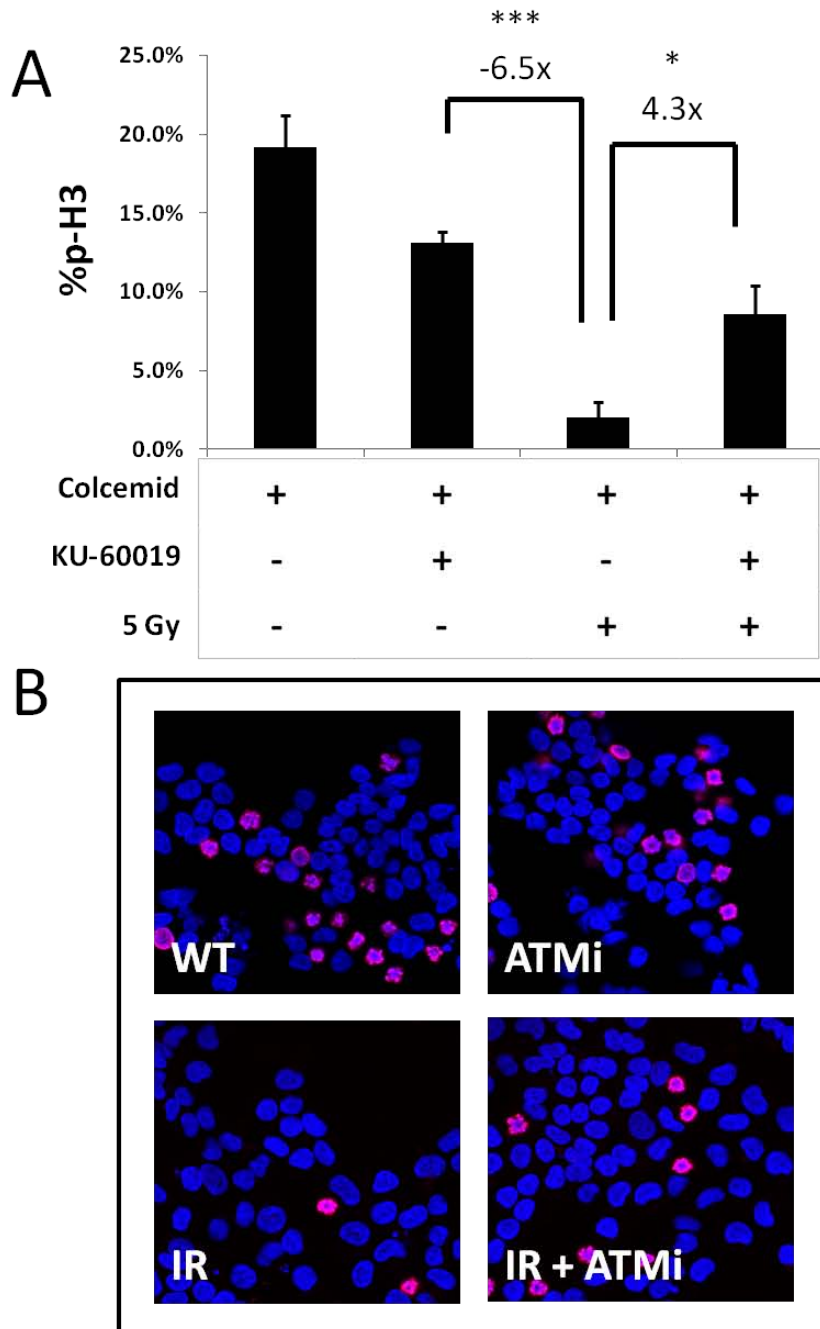 A
***
-6.5x
*
4.3x
%p-H3
25.0%
20.0%
15.0%
10.0%
5.0%
0.0%
Colcemid + + + +
KU-60019 - + - +
5 Gy - - + +
B
WT
ATMi
IR
IR + ATMi